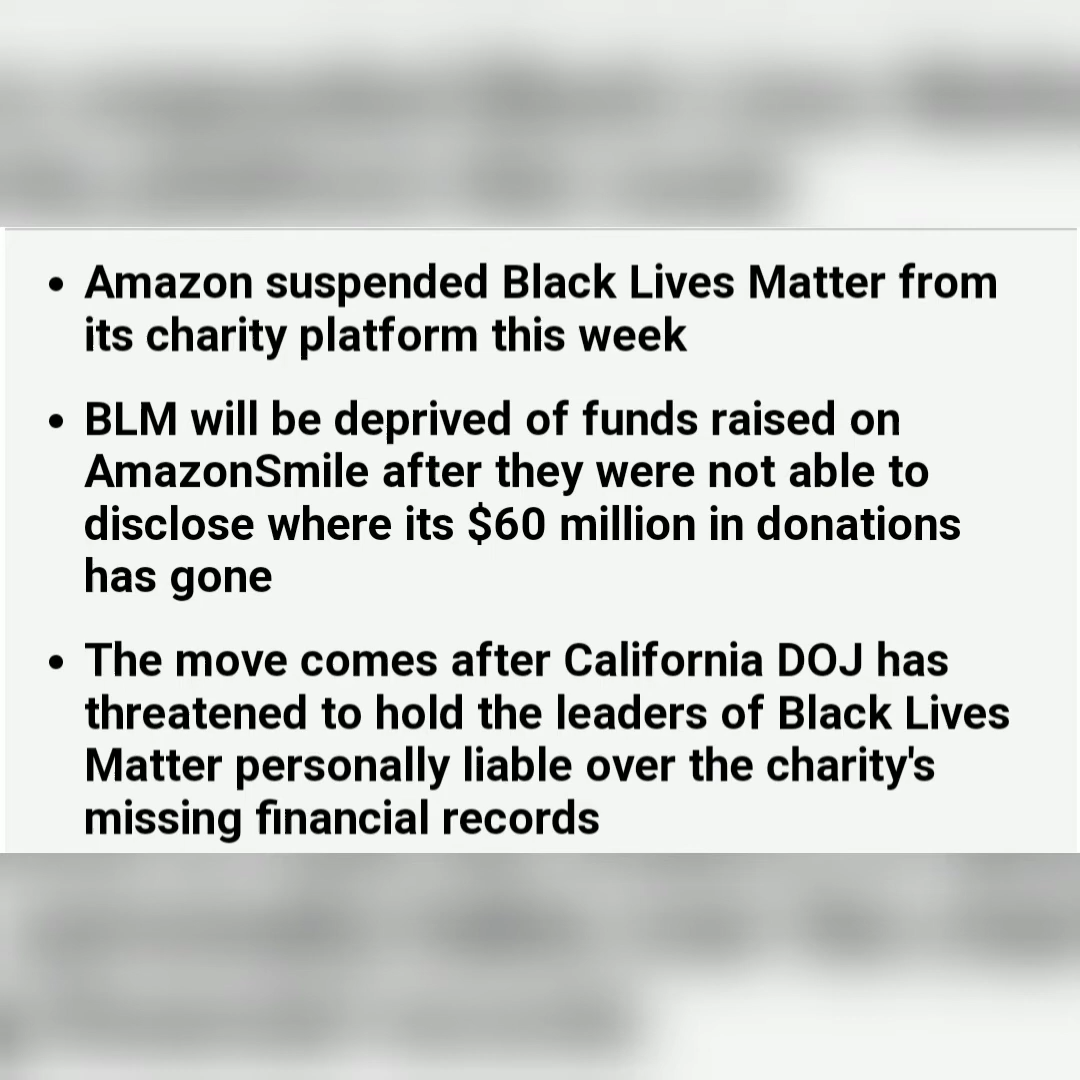 • Amazon suspended Black Lives Matter from
its charity platform this week
• BLM will be deprived of funds raised on
AmazonSmile after they were not able to
disclose where its $60 million in donations
has gone
• The move comes after California DOJ has
threatened to hold the leaders of Black Lives
Matter personally liable over the charity's
missing financial records